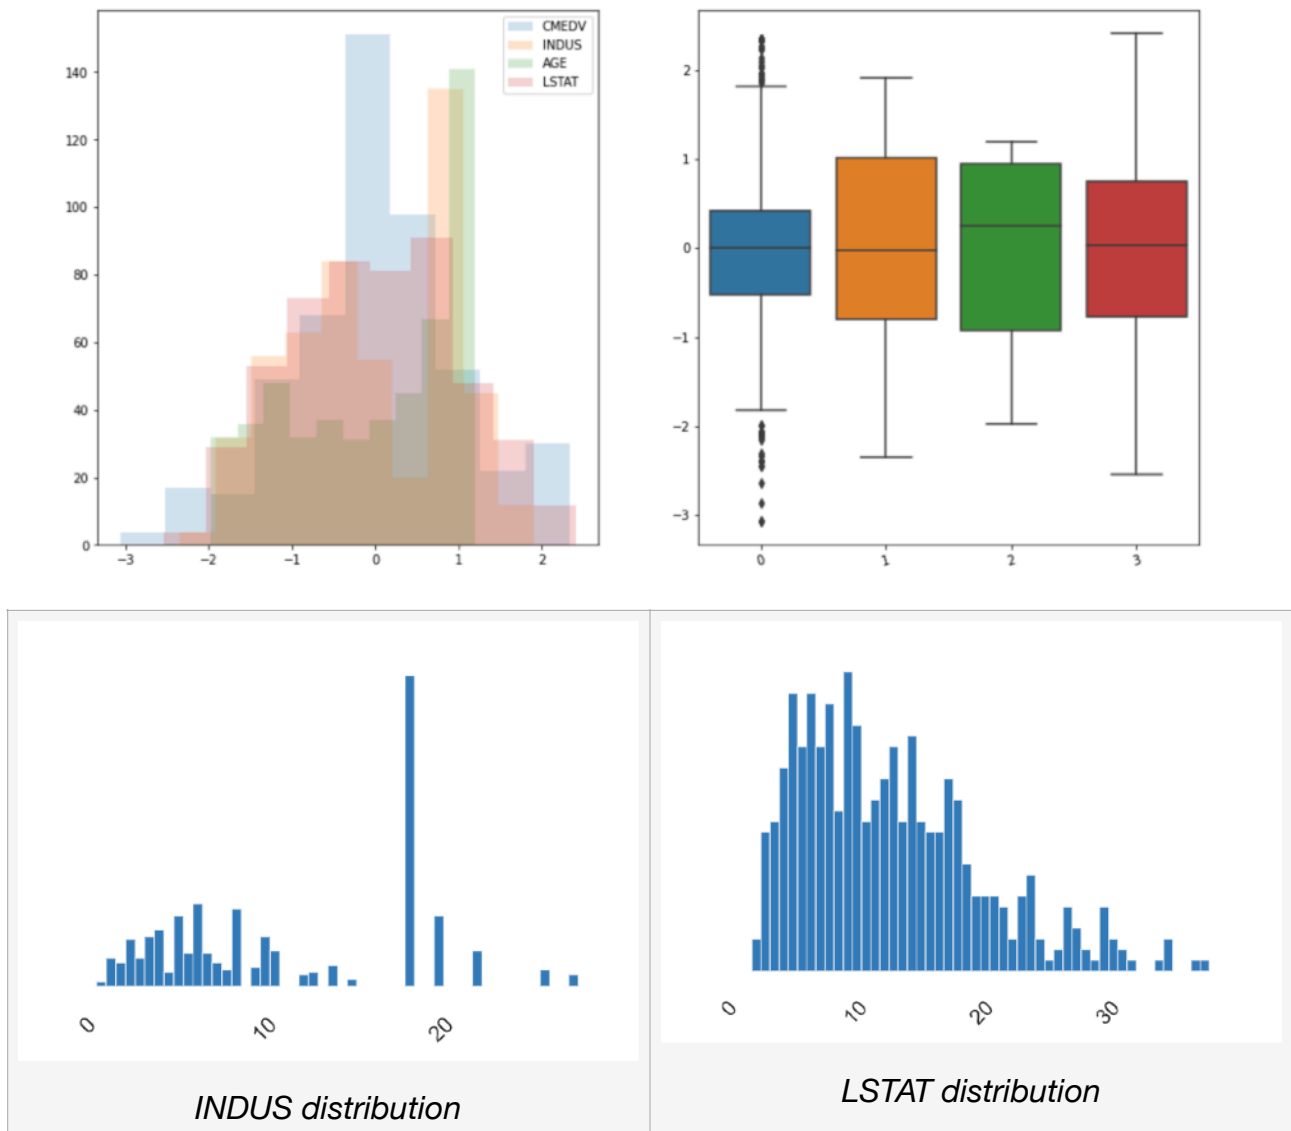 CMEDV
INDUS
AGE
LSTAT
140
120
100
80
60
40
20
0
−3 −2 −1 0 1 2
2
1
0
−1
−2
−3
0 1 2 3
0 10 20
INDUS distribution
0 10 20 30
LSTAT distribution